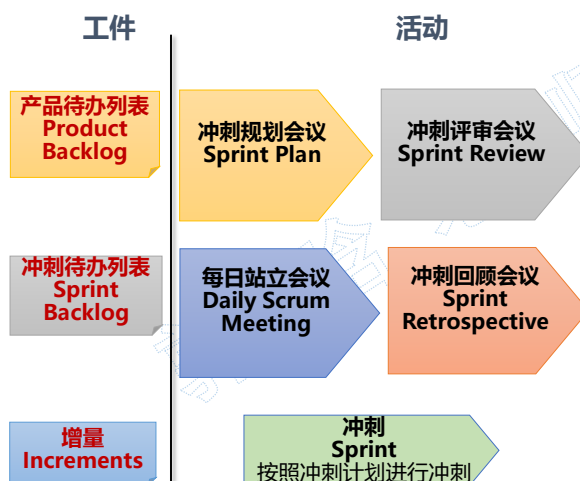 工件
活动
产品待办列表
Product
Backlog
冲刺规划会议
Sprint Plan
冲刺评审会议
Sprint Review
冲刺待办列表
Sprint
Backlog
每日站立会议
Daily Scrum
Meeting
冲刺回顾会议
Sprint
Retrospective
增量
Increments
冲刺
Sprint
按照冲刺计划进行冲刺